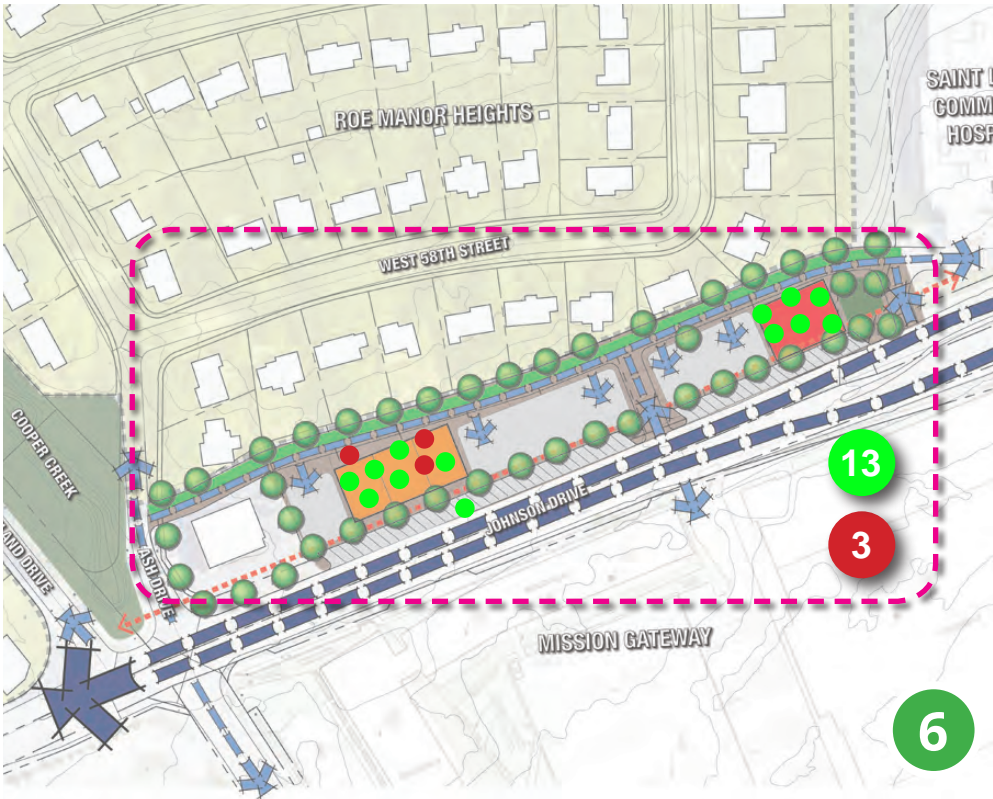 ROE MANOR HEIGHTS
SAINT
COMM
HOSP
WEST 58TH STREET
COOPER CREEK
13
JOHNSON DRIVE
3
AND DRIVE
ASH DRIVE
MISSION GATEWAY
6